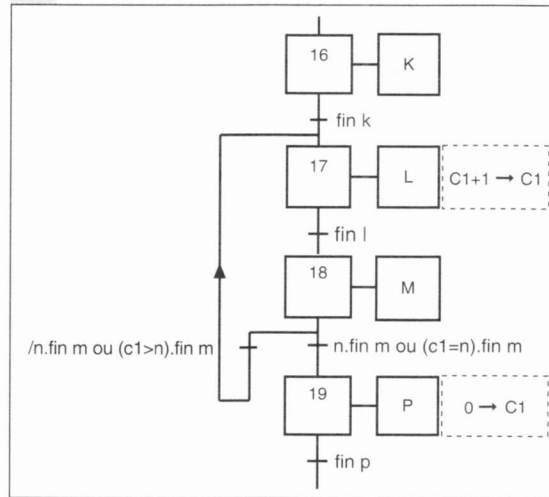 16
K
fin k
17
L
C1+1 → C1
fin l
18
M
/n.fin m ou (c1>n).fin m
n.fin m ou (c1=n).fin m
19
P
0 → C1
fin p